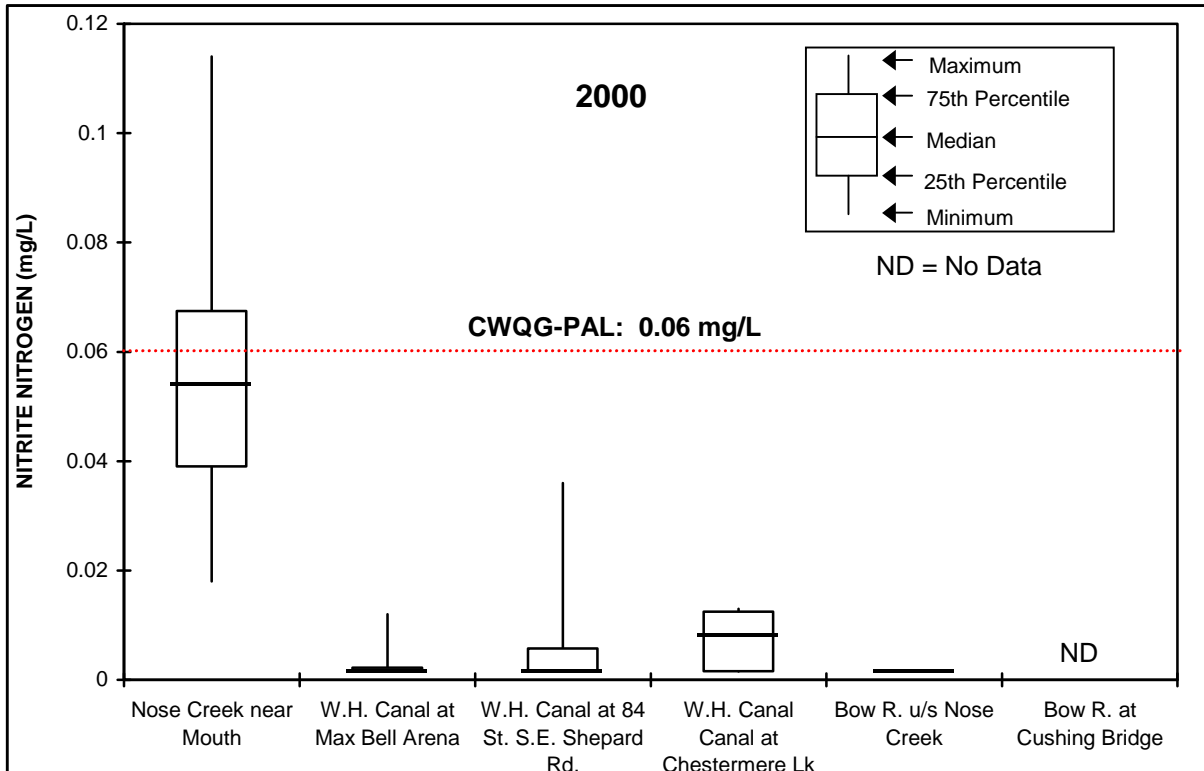 0.12
0.1
0.08
0.06
0.04
0.02
0
NITRITE NITROGEN (mg/L)
2000
Maximum
75th Percentile
Median
25th Percentile
Minimum
ND = No Data
CWQG-PAL: 0.06 mg/L
ND
Nose Creek near
Mouth
W.H. Canal at
Max Bell Arena
W.H. Canal at 84
St. S.E. Shepard
Rd.
W.H. Canal
Canal at
Chestermere Lk
Bow R. u/s Nose
Creek
Bow R. at
Cushing Bridge